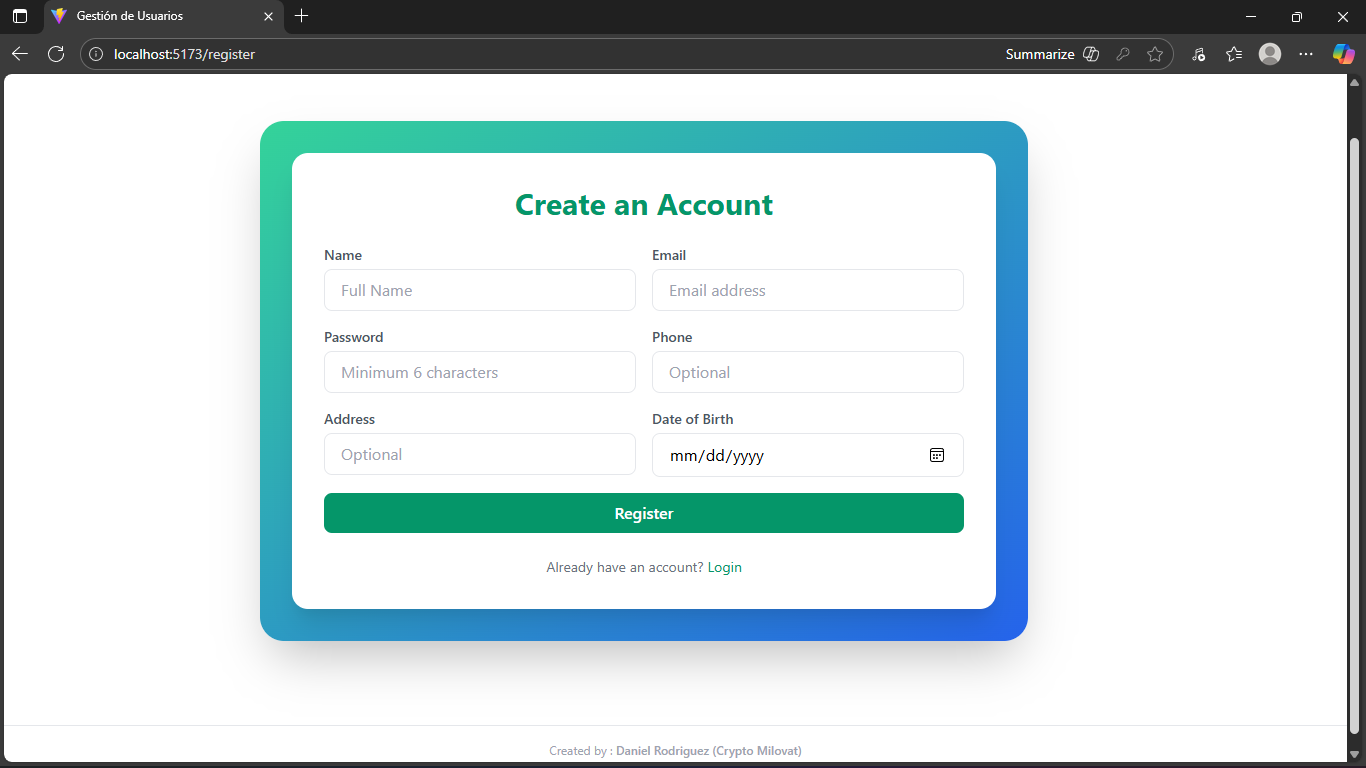 Gestión de Usuarios
localhost:5173/register
Summarize
Create an Account
Name
Email
Full Name
Email address
Password
Phone
Minimum 6 characters
Optional
Address
Date of Birth
Optional
mm/dd/yyyy
Register
Already have an account? Login
Created by : Daniel Rodriguez (Crypto Milovat)